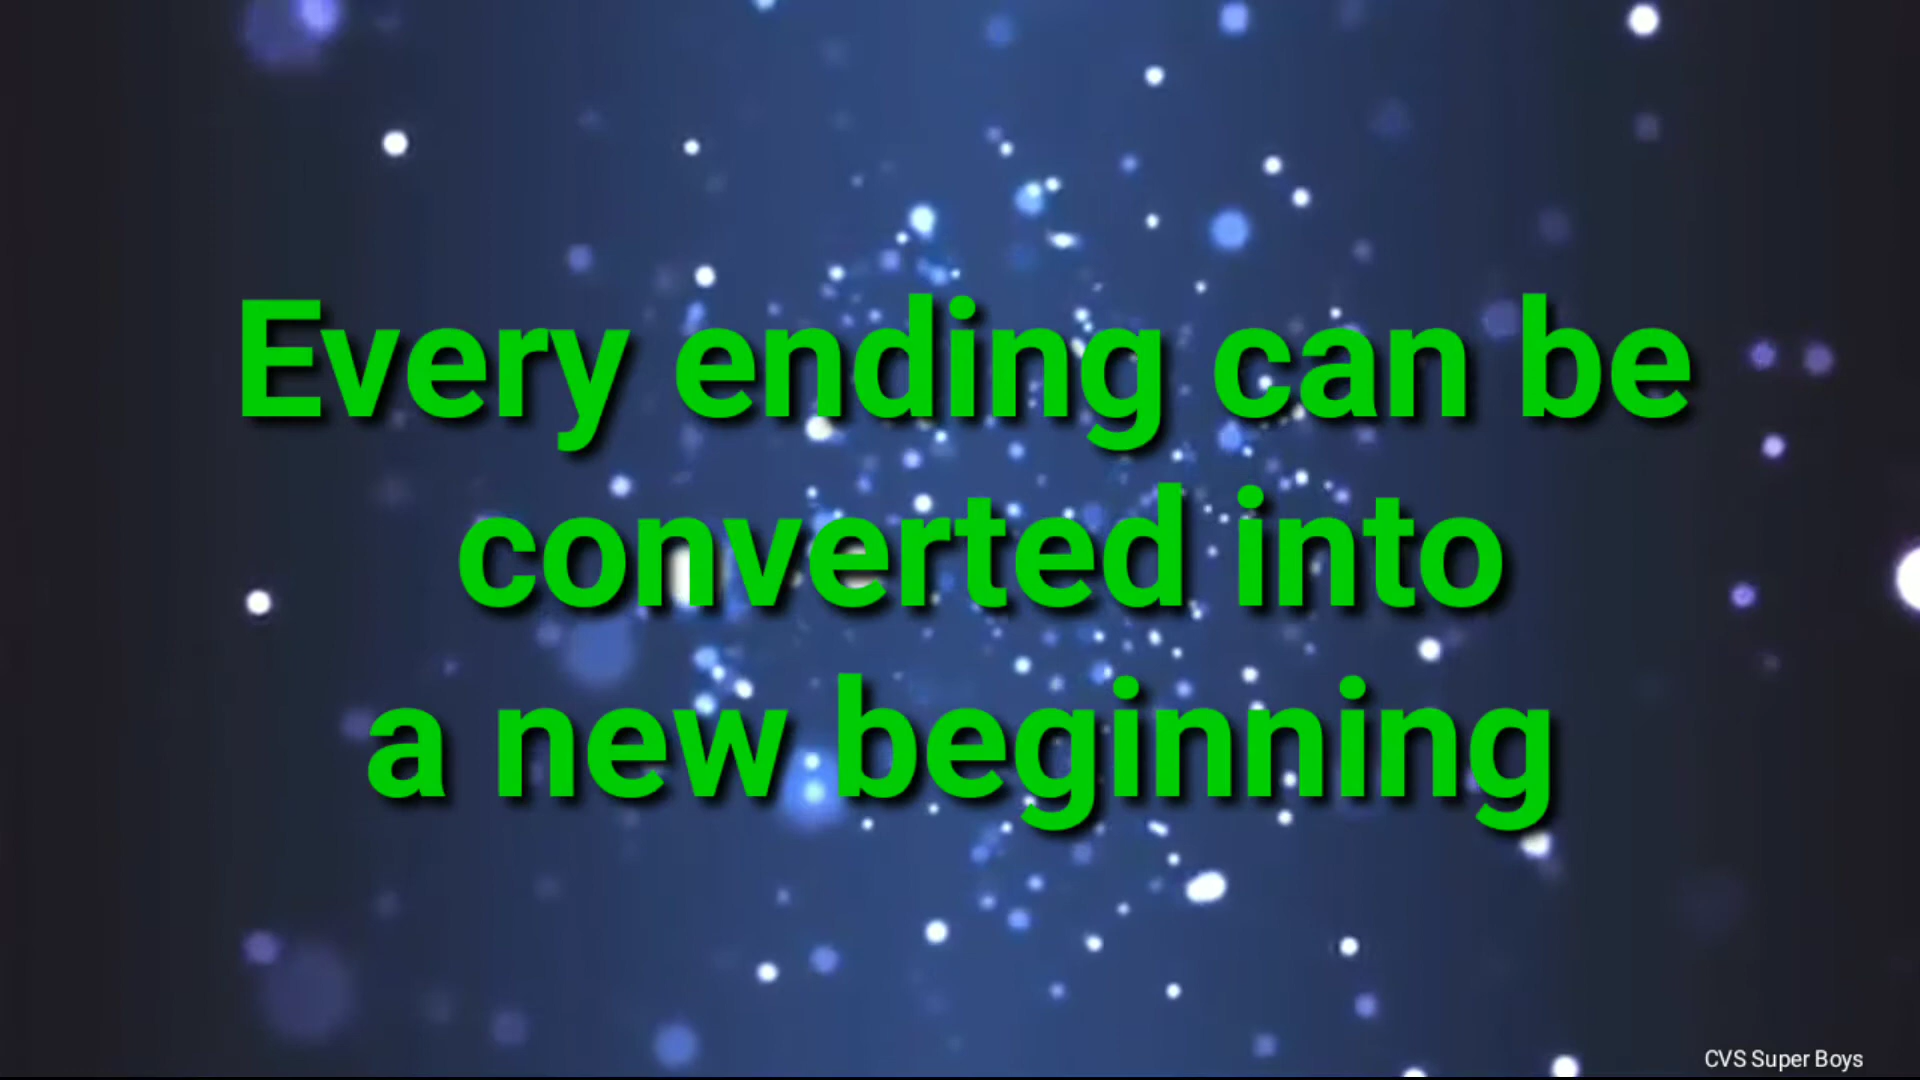 Every ending can be
converted into
a new beginning
CVS Super Boys